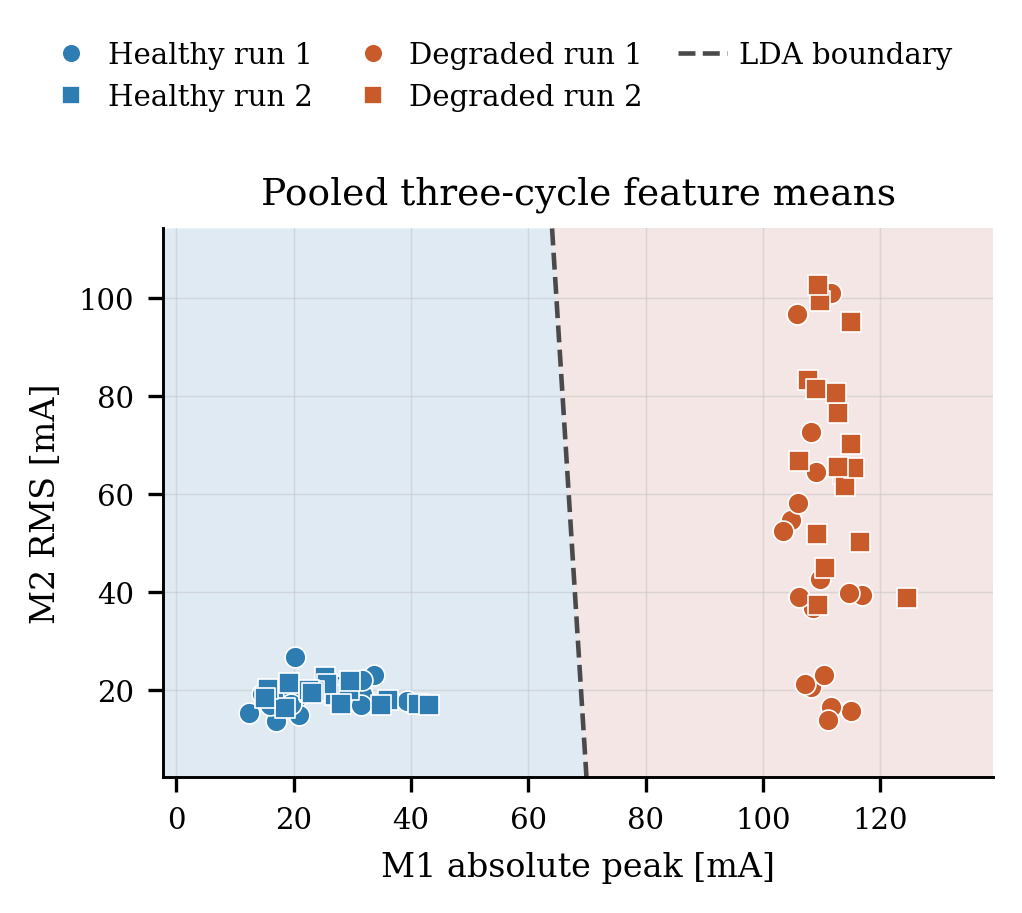 Healthy run 1
Degraded run 1
LDA boundary
Healthy run 2
Degraded run 2
Pooled three-cycle feature means
100
80
60
40
20
M2 RMS [mA]
0 20 40 60 80 100 120
M1 absolute peak [mA]